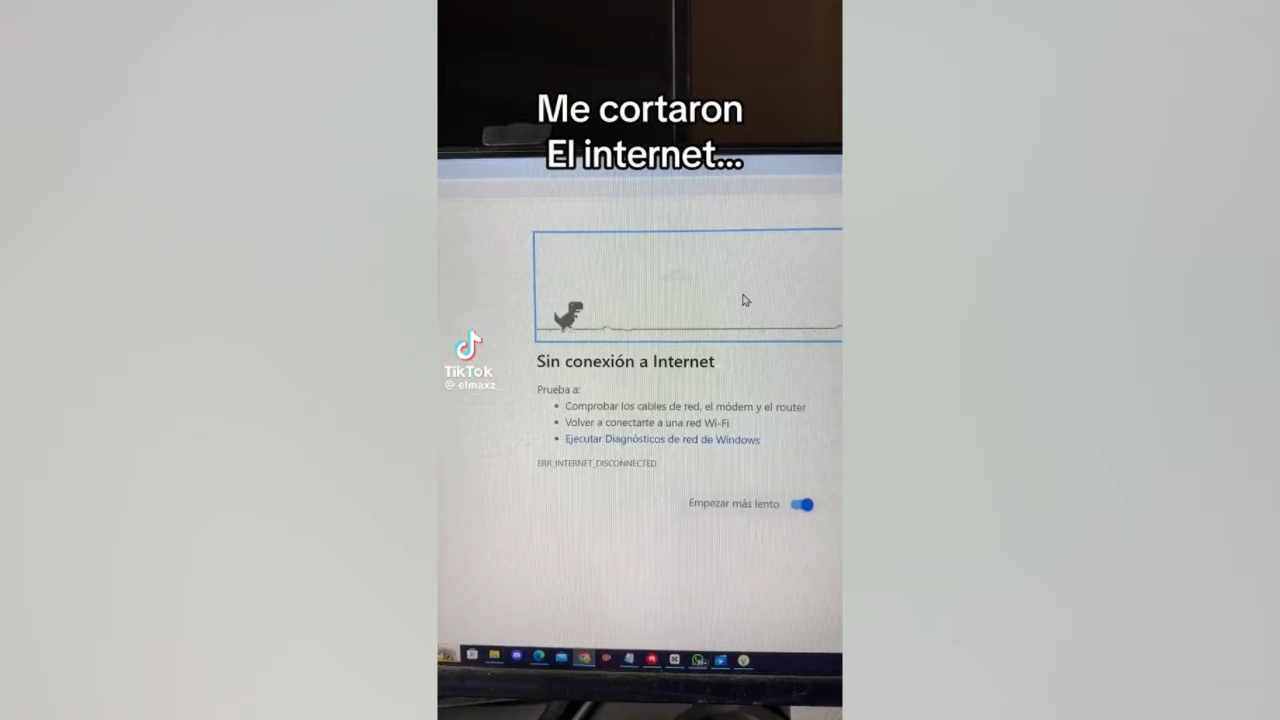 Me cortaron
El internet...
TikTok
@elmaxz_
Sin conexión a Internet
Prueba a:
Comprobar los cables de red, el módem y el router
Volver a conectarte a una red Wi-Fi
Ejecutar Diagnósticos de red de Windows
ERR_INTERNET_DISCONNECTED
Empezar más lento